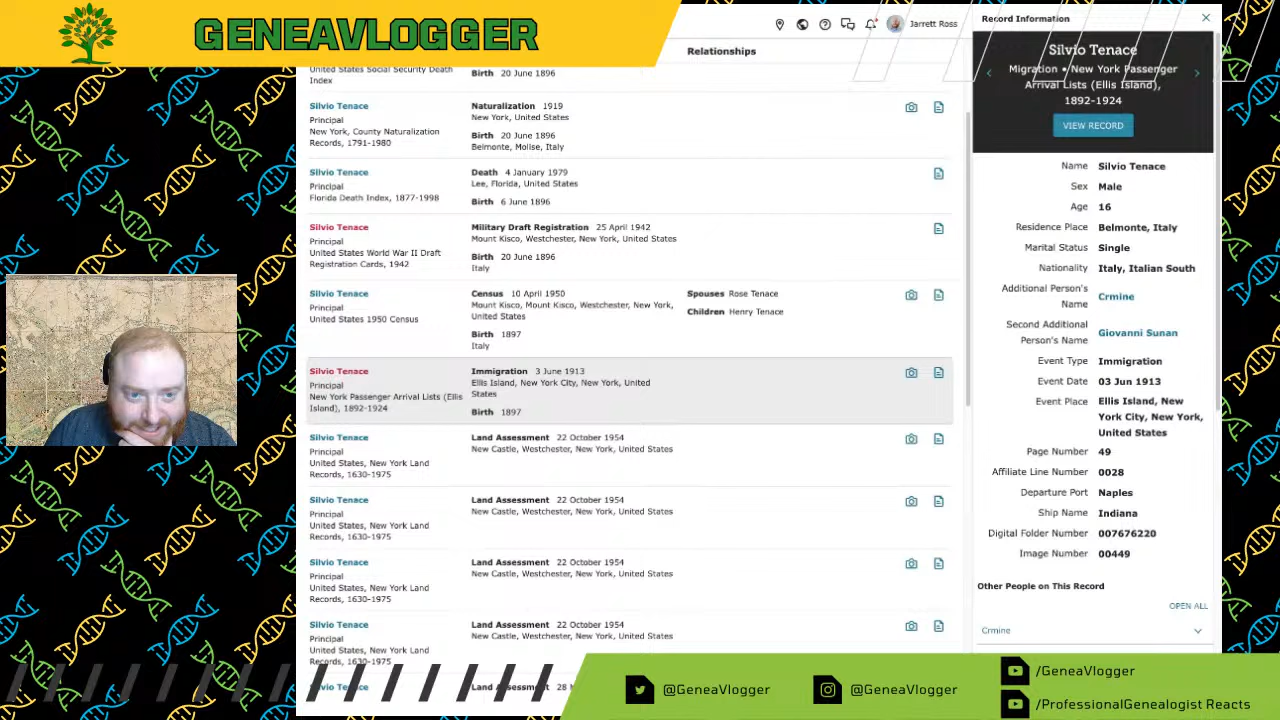 GENEAVLOGGER
Jarrett Ross
Relationships
United States Social Security Death
Index
Birth 20 June 1896
Silvio Tenace
Principal
New York, County Naturalization
Records, 1791-1980
Naturalization 1919
New York, United States
Birth 20 June 1896
Belmonte, Molise, Italy
Silvio Tenace
Principal
Florida Death Index, 1877-1998
Death 4 January 1979
Lee, Florida, United States
Birth 6 June 1896
Silvio Tenace
Principal
United States World War II Draft
Registration Cards, 1942
Military Draft Registration 25 April 1942
Mount Kisco, Westchester, New York, United States
Birth 20 June 1896
Italy
Silvio Tenace
Principal
United States 1950 Census
Census 10 April 1950
Mount Kisco, Mount Kisco, Westchester, New York,
United States
Birth 1897
Italy
Spouses Rose Tenace
Children Henry Tenace
Silvio Tenace
Principal
New York Passenger Arrival Lists (Ellis
Island), 1892-1924
Immigration 3 June 1913
Ellis Island, New York City, New York, United
States
Birth 1897
Silvio Tenace
Principal
United States, New York Land
Records, 1630-1975
Land Assessment 22 October 1954
New Castle, Westchester, New York, United States
Silvio Tenace
Principal
United States, New York Land
Records, 1630-1975
Land Assessment 22 October 1954
New Castle, Westchester, New York, United States
Silvio Tenace
Principal
United States, New York Land
Records, 1630-1975
Land Assessment 22 October 1954
New Castle, Westchester, New York, United States
Silvio Tenace
Principal
United States, New York Land
Records, 1630-1975
Land Assessment 22 October 1954
New Castle, Westchester, New York, United States
Silvio Tenace
Land Assessment 28
Record Information
Silvio Tenace
Migration • New York Passenger
Arrival Lists (Ellis Island),
1892-1924
VIEW RECORD
Name Silvio Tenace
Sex Male
Age 16
Residence Place Belmonte, Italy
Marital Status Single
Nationality Italy, Italian South
Additional Person's
Name Crmine
Second Additional
Person's Name Giovanni Sunan
Event Type Immigration
Event Date 03 Jun 1913
Event Place Ellis Island, New
York City, New York,
United States
Page Number 49
Affiliate Line Number 0028
Departure Port Naples
Ship Name Indiana
Digital Folder Number 007676220
Image Number 00449
Other People on This Record
OPEN ALL
Crmine
@GeneaVlogger
@GeneaVlogger
/GeneaVlogger
/ProfessionalGenealogist Reacts